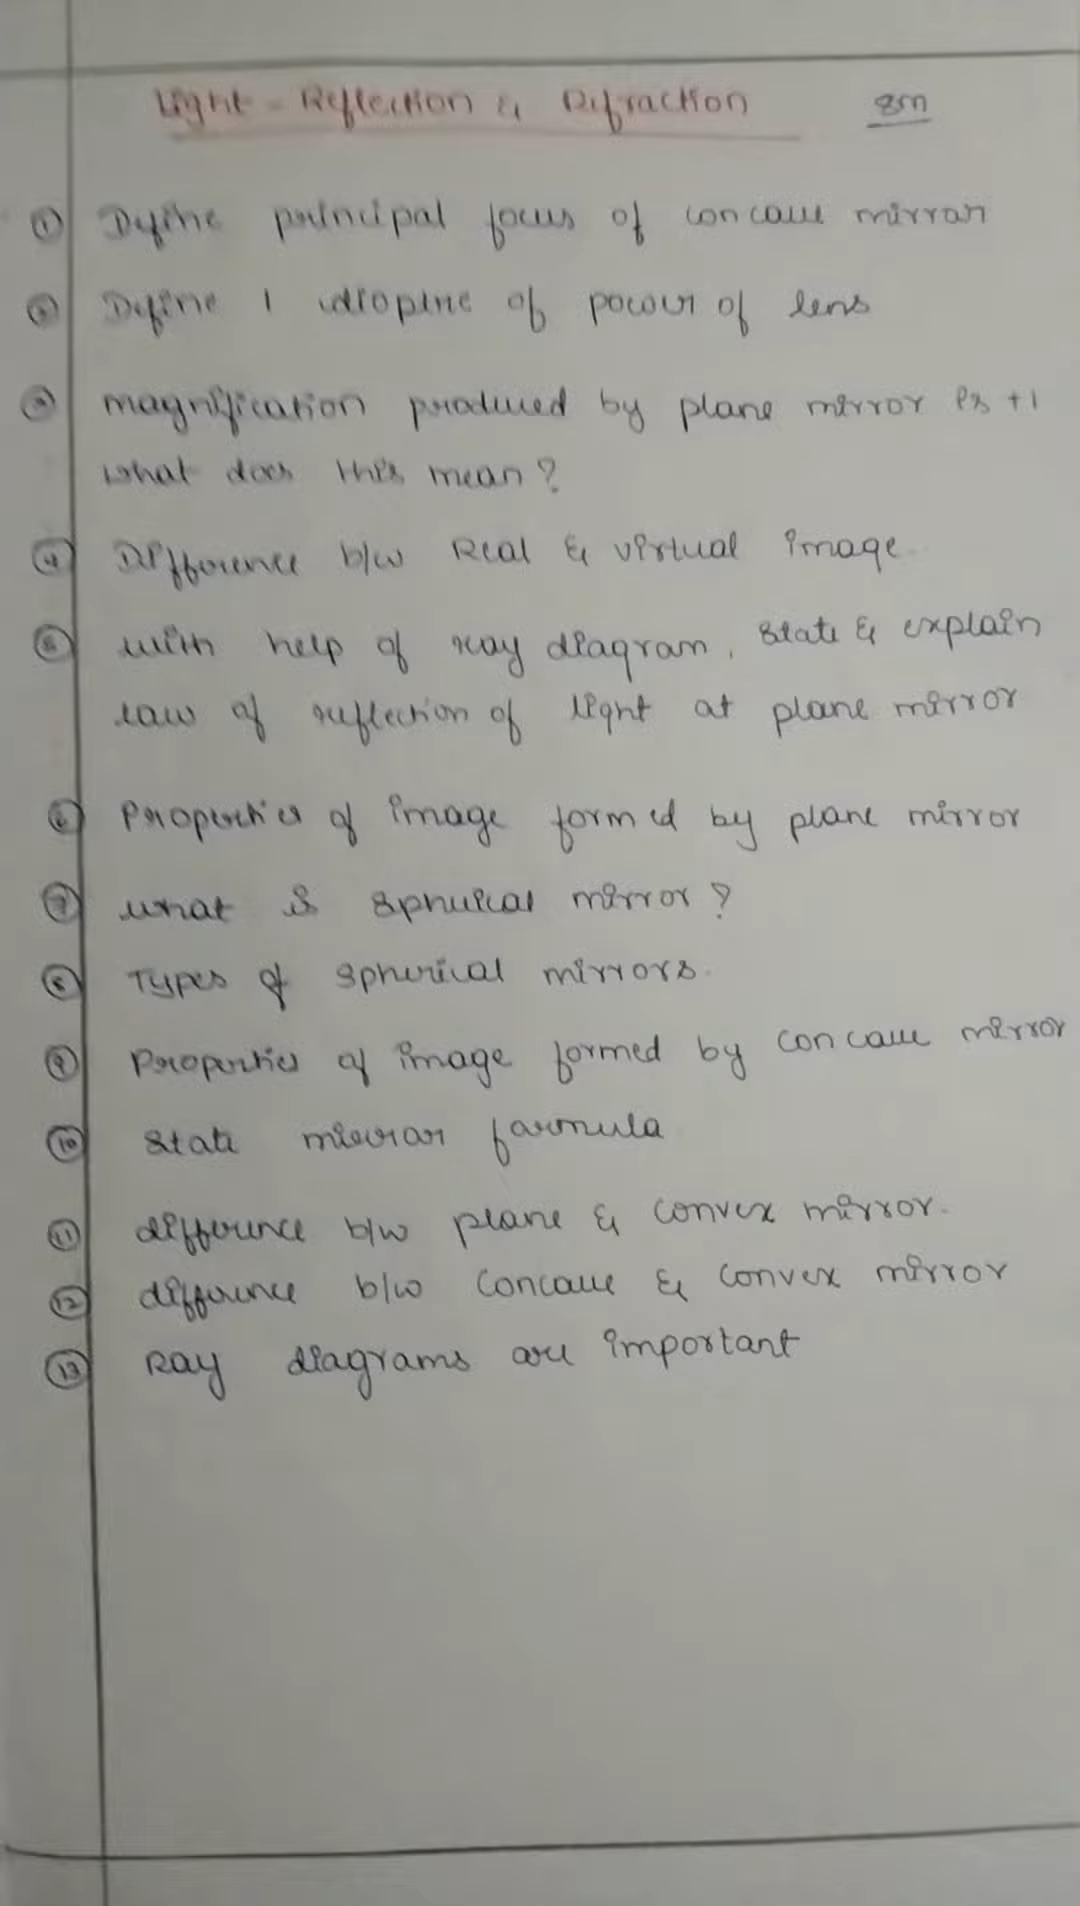 Light - Reflection & Refraction 8m
① Define principal focus of concave mirror
② Define 1 dioptre of power of lens
③ magnification produced by plane mirror is +1
what does this mean?
④ Difference b/w Real & virtual image.
⑤ with help of ray diagram, state & explain
law of reflection of light at plane mirror
⑥ Properties of image formed by plane mirror
⑦ what is spherical mirror?
⑧ Types of spherical mirrors.
⑨ Properties of image formed by concave mirror
⑩ state mirror formula
⑪ difference b/w plane & convex mirror.
⑫ difference b/w Concave & convex mirror
⑬ Ray diagrams are important